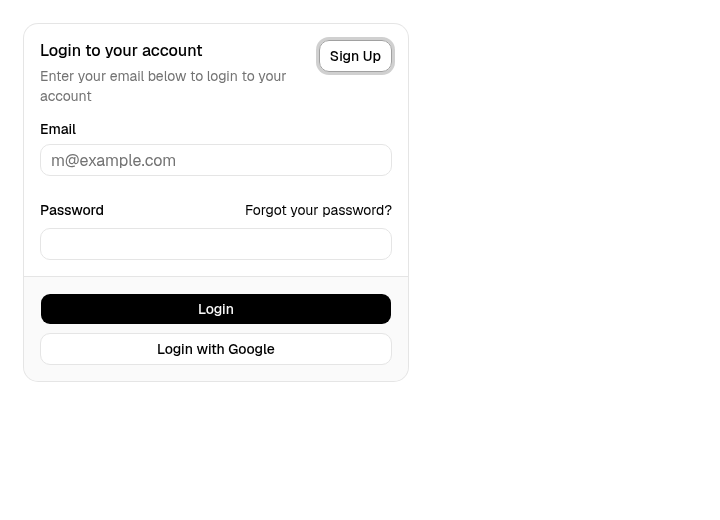 Login to your account
Sign Up
Enter your email below to login to your
account
Email
m@example.com
Password
Forgot your password?
Login
Login with Google